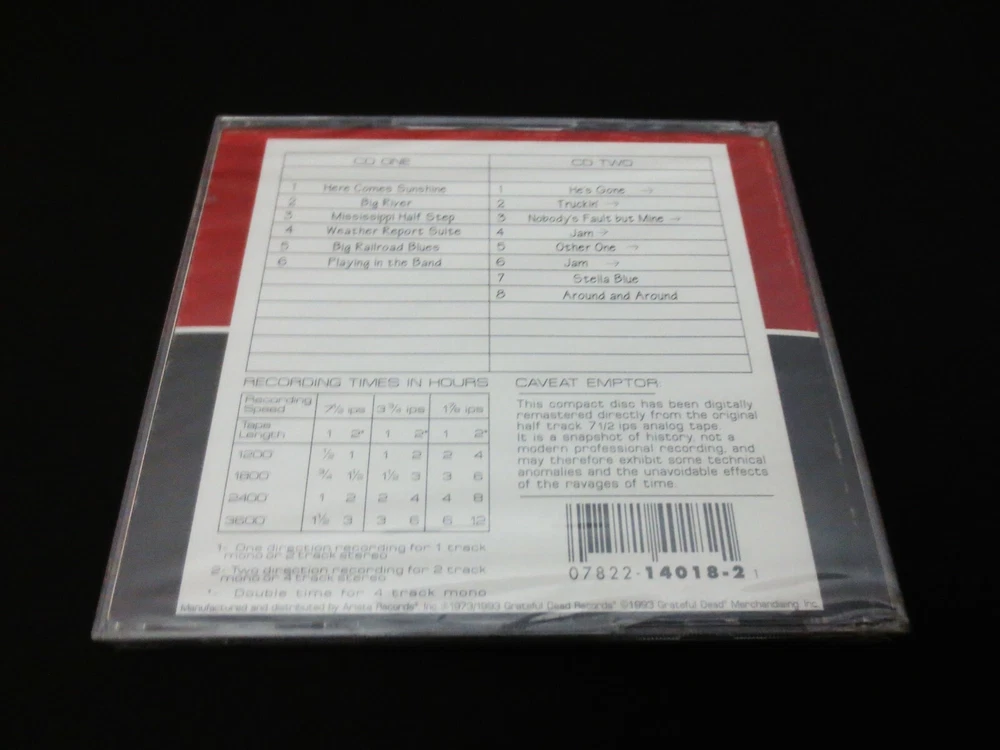 CD ONE
1 Here Comes Sunshine
2 Big River
3 Mississippi Half Step
4 Weather Report Suite
5 Big Railroad Blues
6 Playing in the Band
CD TWO
1 He's Gone →
2 Truckin' →
3 Nobody's Fault but Mine →
4 Jam →
5 Other One →
6 Jam →
7 Stella Blue
8 Around and Around
RECORDING TIMES IN HOURS
Recording Speed 7½ ips 3¾ ips 1⅞ ips
Tape Length 1 2* 1 2* 1 2*
1200' ½ 1 1 2 2 4
1800' ¾ 1½ 1½ 3 3 6
2400' 1 2 2 4 4 8
3600' 1½ 3 3 6 6 12
1: One direction recording for 1 track
mono or 2 track stereo
2: Two direction recording for 2 track
mono or 4 track stereo
*: Double time for 4 track mono
CAVEAT EMPTOR:
This compact disc has been digitally
remastered directly from the original
half track 7 1/2 ips analog tape.
It is a snapshot of history, not a
modern professional recording, and
may therefore exhibit some technical
anomalies and the unavoidable effects
of the ravages of time.
07822-14018-2 1
Manufactured and distributed by Arista Records, Inc. ℗1973/1993 Grateful Dead Records ©1993 Grateful Dead Merchandising, Inc.